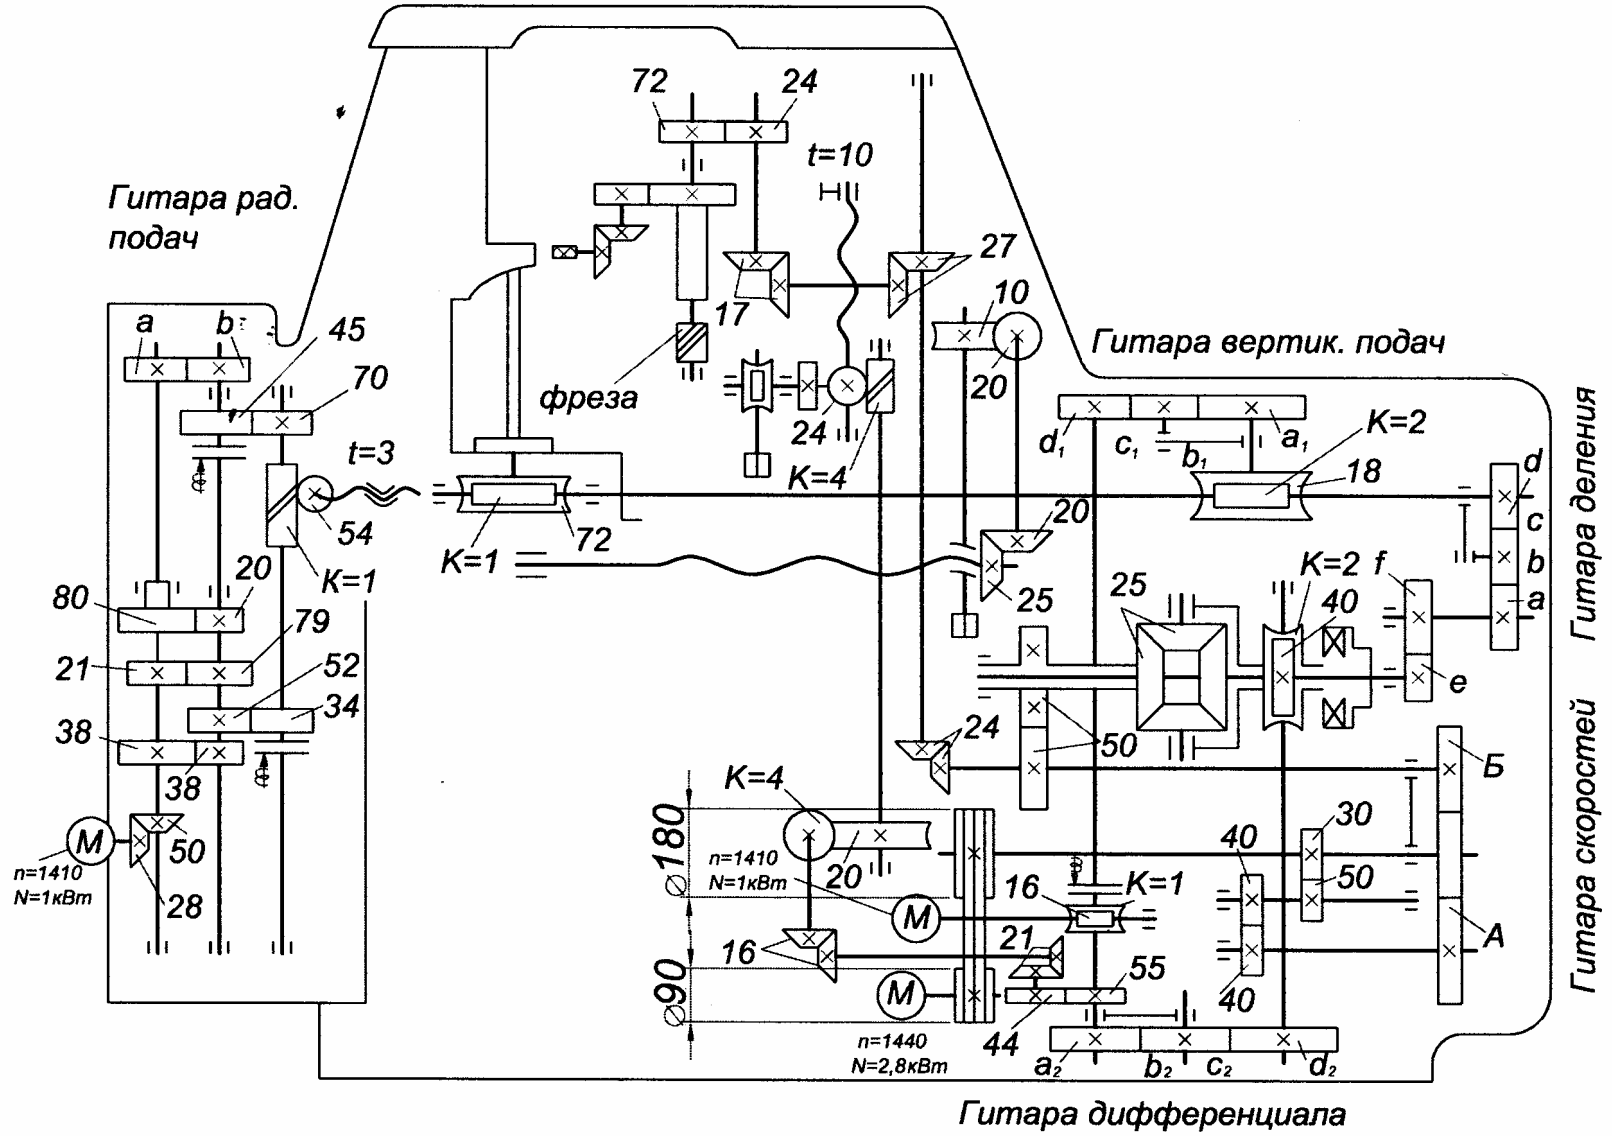 72
24
t=10
Гитара рад.
подач
27
17
10
a
b
45
70
фреза
20
Гитара вертик. подач
24
K=4
d₁
c₁
b₁
a₁
K=2
18
d
t=3
54
K=1
72
K=1
20
c
b
a
Гитара деления
80
20
K=1
25
25
K=2
40
f
e
21
79
52
34
38
38
24
50
Б
K=4
Ø180
M
n=1410
N=1кВт
50
28
n=1410
N=1кВт
20
M
16
K=1
40
30
50
A
Гитара скоростей
16
21
Ø90
M
55
40
n=1440
N=2,8кВт
44
a₂
b₂
c₂
d₂
Гитара дифференциала